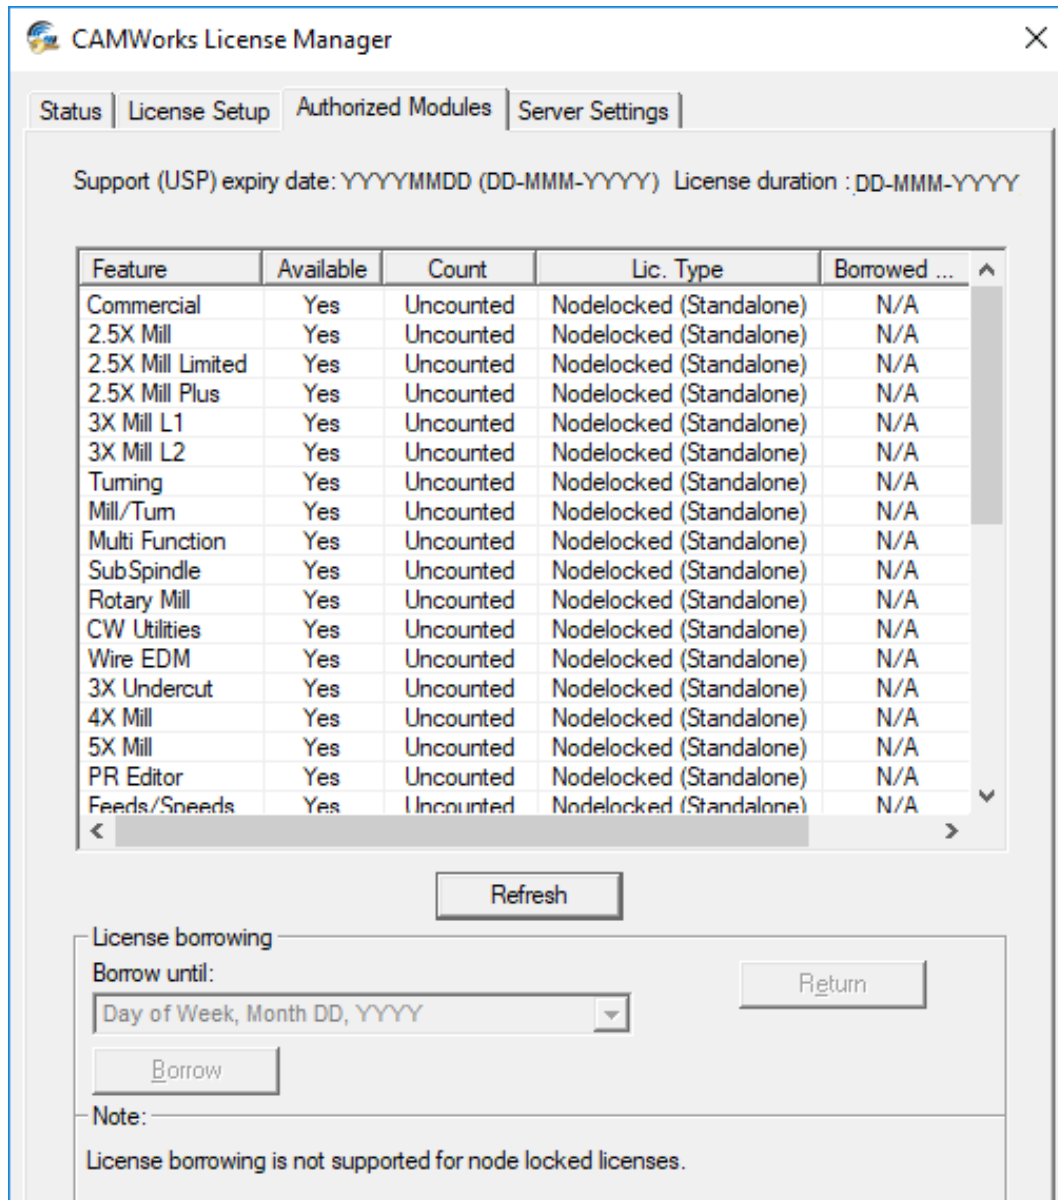 CAMWorks License Manager
Status License Setup Authorized Modules Server Settings
Support (USP) expiry date: YYYYMMDD (DD-MMM-YYYY) License duration : DD-MMM-YYYY
Feature Available Count Lic. Type Borrowed ...
Commercial Yes Uncounted Nodelocked (Standalone) N/A
2.5X Mill Yes Uncounted Nodelocked (Standalone) N/A
2.5X Mill Limited Yes Uncounted Nodelocked (Standalone) N/A
2.5X Mill Plus Yes Uncounted Nodelocked (Standalone) N/A
3X Mill L1 Yes Uncounted Nodelocked (Standalone) N/A
3X Mill L2 Yes Uncounted Nodelocked (Standalone) N/A
Turning Yes Uncounted Nodelocked (Standalone) N/A
Mill/Turn Yes Uncounted Nodelocked (Standalone) N/A
Multi Function Yes Uncounted Nodelocked (Standalone) N/A
SubSpindle Yes Uncounted Nodelocked (Standalone) N/A
Rotary Mill Yes Uncounted Nodelocked (Standalone) N/A
CW Utilities Yes Uncounted Nodelocked (Standalone) N/A
Wire EDM Yes Uncounted Nodelocked (Standalone) N/A
3X Undercut Yes Uncounted Nodelocked (Standalone) N/A
4X Mill Yes Uncounted Nodelocked (Standalone) N/A
5X Mill Yes Uncounted Nodelocked (Standalone) N/A
PR Editor Yes Uncounted Nodelocked (Standalone) N/A
Feeds/Speeds Yes Uncounted Nodelocked (Standalone) N/A
Refresh
License borrowing
Borrow until:
Return
Day of Week, Month DD, YYYY
Borrow
Note:
License borrowing is not supported for node locked licenses.